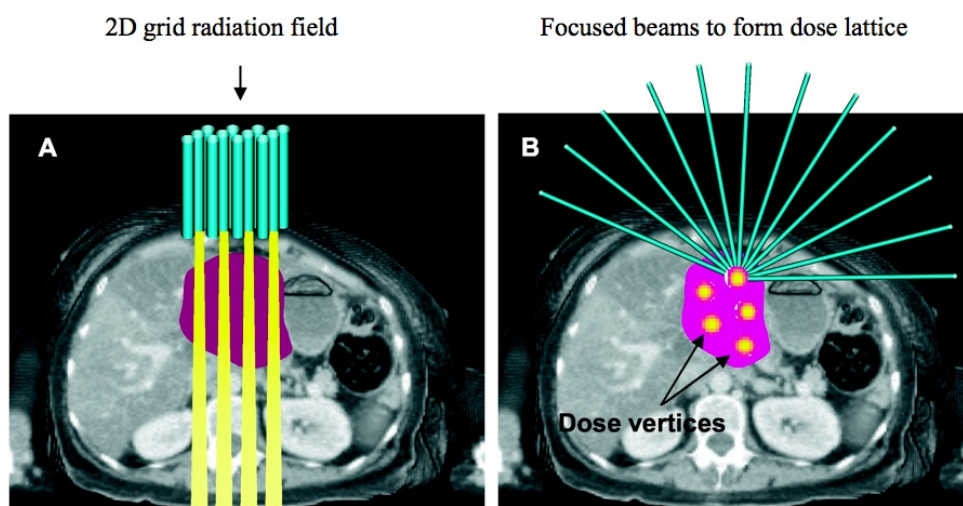 2D grid radiation field
Focused beams to form dose lattice
A
B
Dose vertices